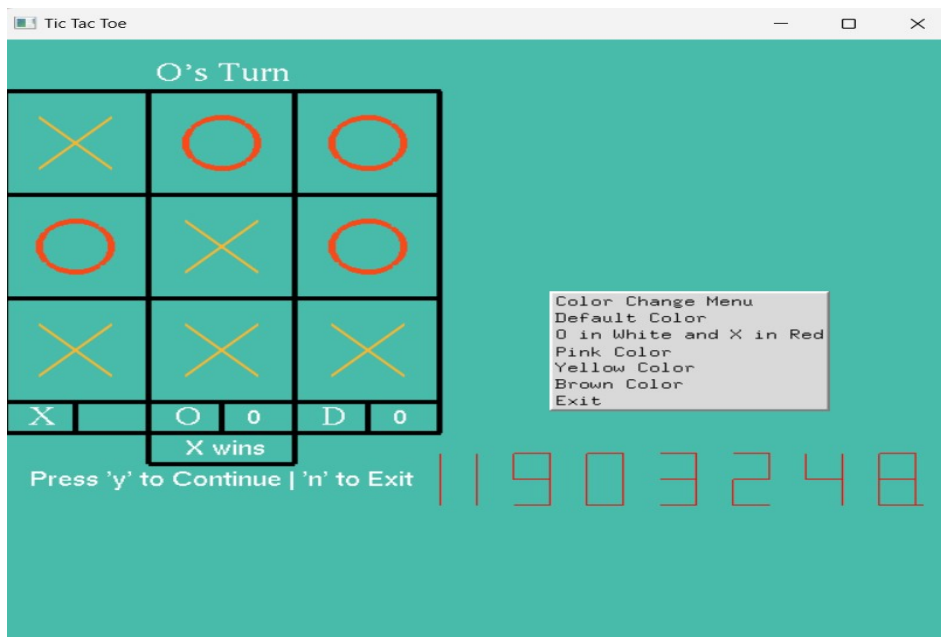 Tic Tac Toe
O's Turn
X O O
O X O
X X X
X O 0 D 0
X wins
Press 'y' to Continue | 'n' to Exit
Color Change Menu
Default Color
O in White and X in Red
Pink Color
Yellow Color
Brown Color
Exit
11903248